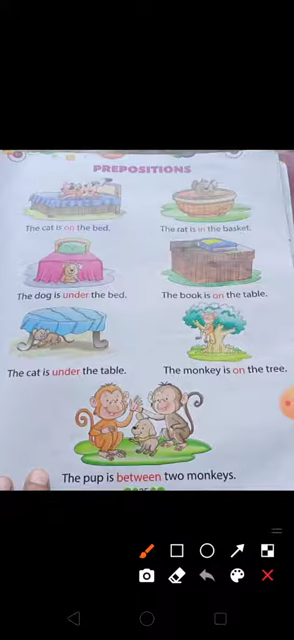 PREPOSITIONS
The cat is on the bed.
The rat is in the basket.
The dog is under the bed.
The book is on the table.
The cat is under the table.
The monkey is on the tree.
The pup is between two monkeys.